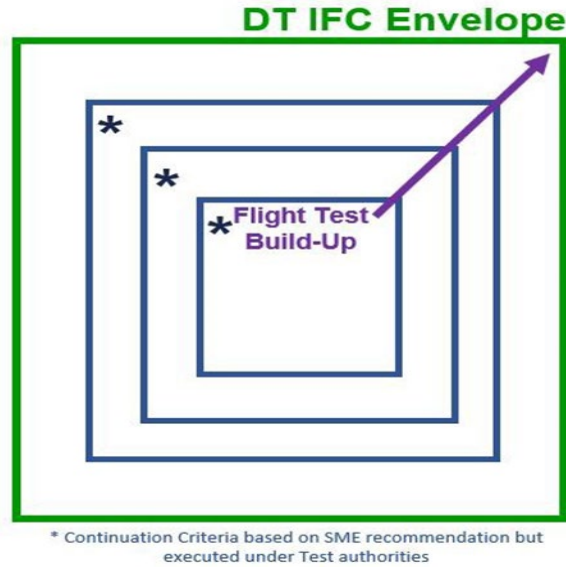 DT IFC Envelope
*
*
* Flight Test
Build-Up
* Continuation Criteria based on SME recommendation but
executed under Test authorities